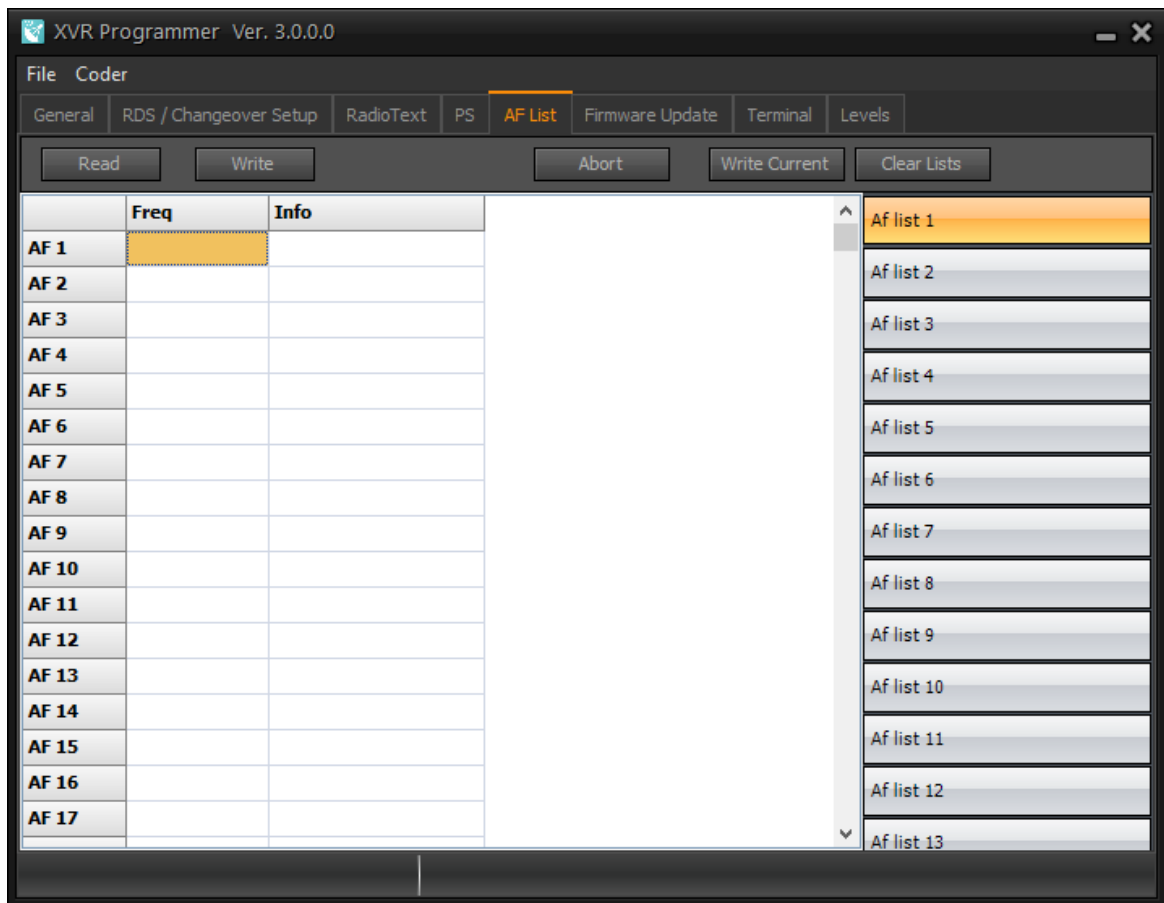 XVR Programmer Ver. 3.0.0.0
File Coder
General RDS / Changeover Setup RadioText PS AF List Firmware Update Terminal Levels
Read Write Abort Write Current Clear Lists
Freq Info
AF 1
AF 2
AF 3
AF 4
AF 5
AF 6
AF 7
AF 8
AF 9
AF 10
AF 11
AF 12
AF 13
AF 14
AF 15
AF 16
AF 17
Af list 1
Af list 2
Af list 3
Af list 4
Af list 5
Af list 6
Af list 7
Af list 8
Af list 9
Af list 10
Af list 11
Af list 12
Af list 13